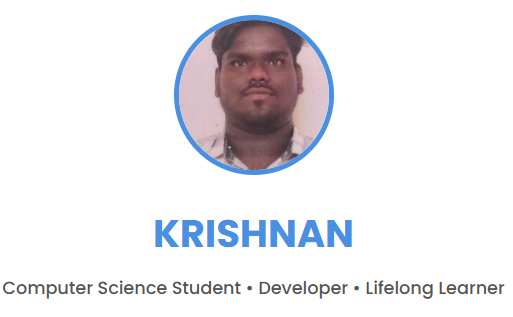 KRISHNAN
Computer Science Student • Developer • Lifelong Learner